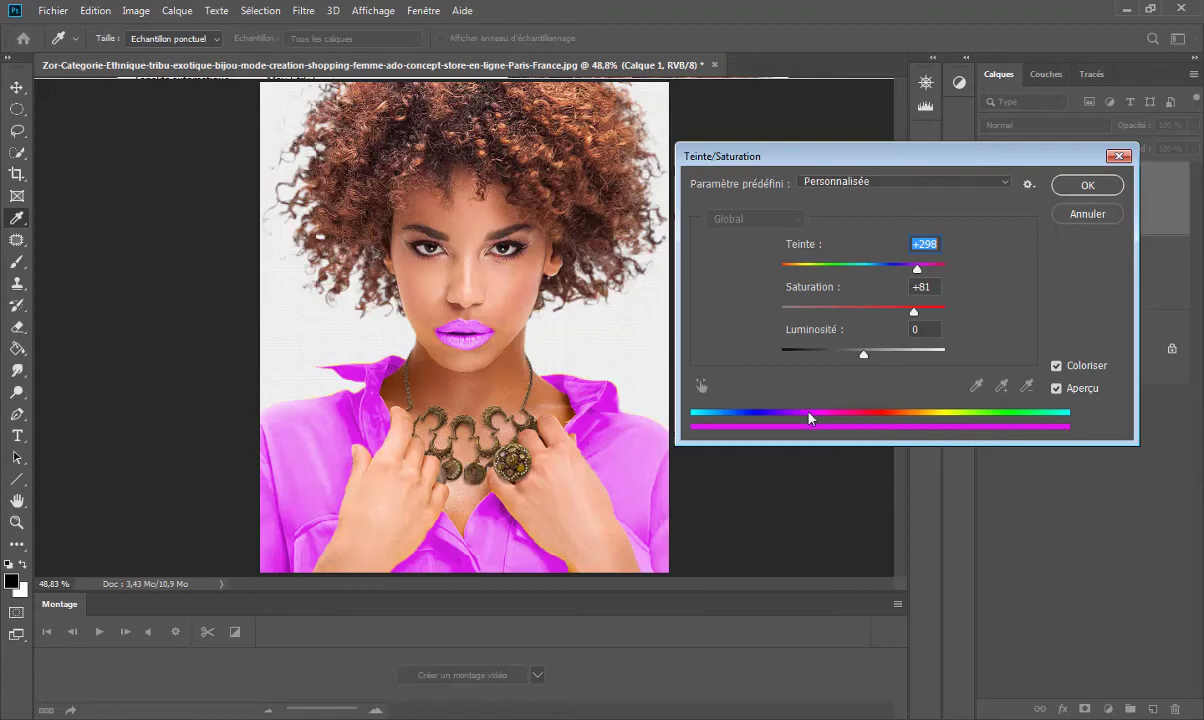 Ps Fichier Edition Image Calque Texte Sélection Filtre 3D Affichage Fenêtre Aide
Taille : Echantillon ponctuel Echantillon : Tous les calques Afficher anneau d'échantillonnage
Zor-Categorie-Ethnique-tribu-exotique-bijou-mode-creation-shopping-femme-ado-concept-store-en-ligne-Paris-France.jpg @ 48,8% (Calque 1, RVB/8) *
Calques Couches Tracés
Type
Normal Opacité : 100 %
100 %
Teinte/Saturation
Paramètre prédéfini : Personnalisée
OK
Global
Annuler
Teinte : +298
Saturation : +81
Luminosité : 0
Coloriser
Aperçu
48,83 % Doc : 3,43 Mo/10,9 Mo
Montage
Créer un montage vidéo
fx